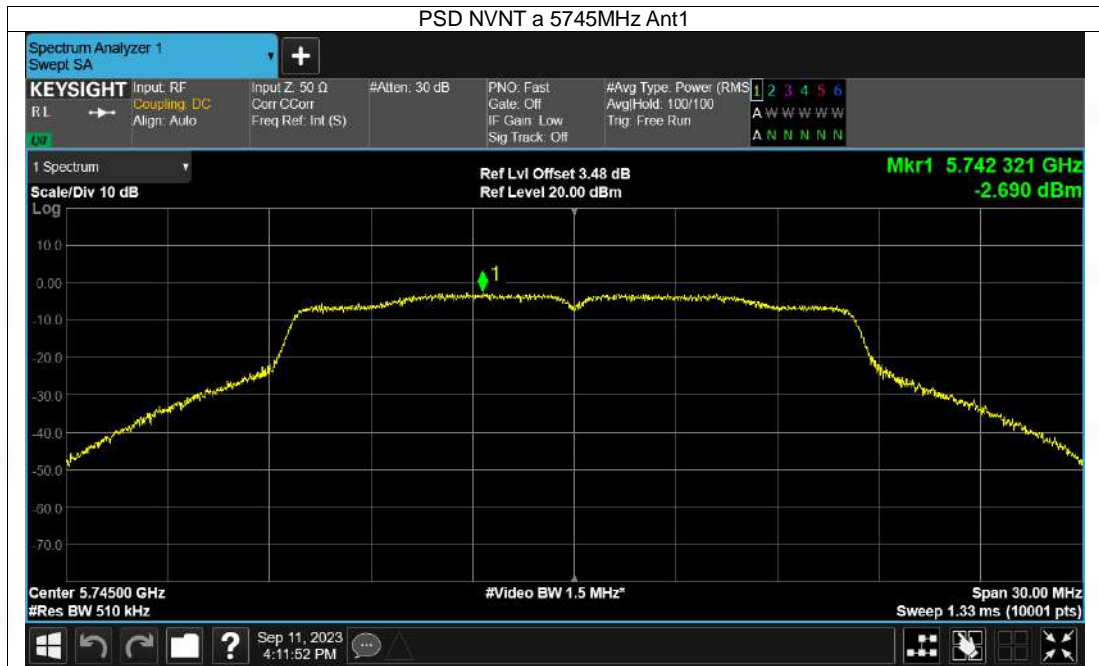 PSD NVNT a 5745MHz Ant1
Spectrum Analyzer 1
Swept SA
KEYSIGHT
RL
Input: RF
Coupling: DC
Align: Auto
Input Z: 50 Ω
Corr CCorr
Freq Ref: Int (S)
#Atten: 30 dB
PNO: Fast
Gate: Off
IF Gain: Low
Sig Track: Off
#Avg Type: Power (RMS
Avg|Hold: 100/100
Trig: Free Run
1 2 3 4 5 6
A W W W W W
A N N N N N
1 Spectrum
Scale/Div 10 dB
Ref Lvl Offset 3.48 dB
Ref Level 20.00 dBm
Mkr1 5.742 321 GHz
-2.690 dBm
Log
10.0
0.00
-10.0
-20.0
-30.0
-40.0
-50.0
-60.0
-70.0
1
Center 5.74500 GHz
#Res BW 510 kHz
#Video BW 1.5 MHz*
Span 30.00 MHz
Sweep 1.33 ms (10001 pts)
?
Sep 11, 2023
4:11:52 PM